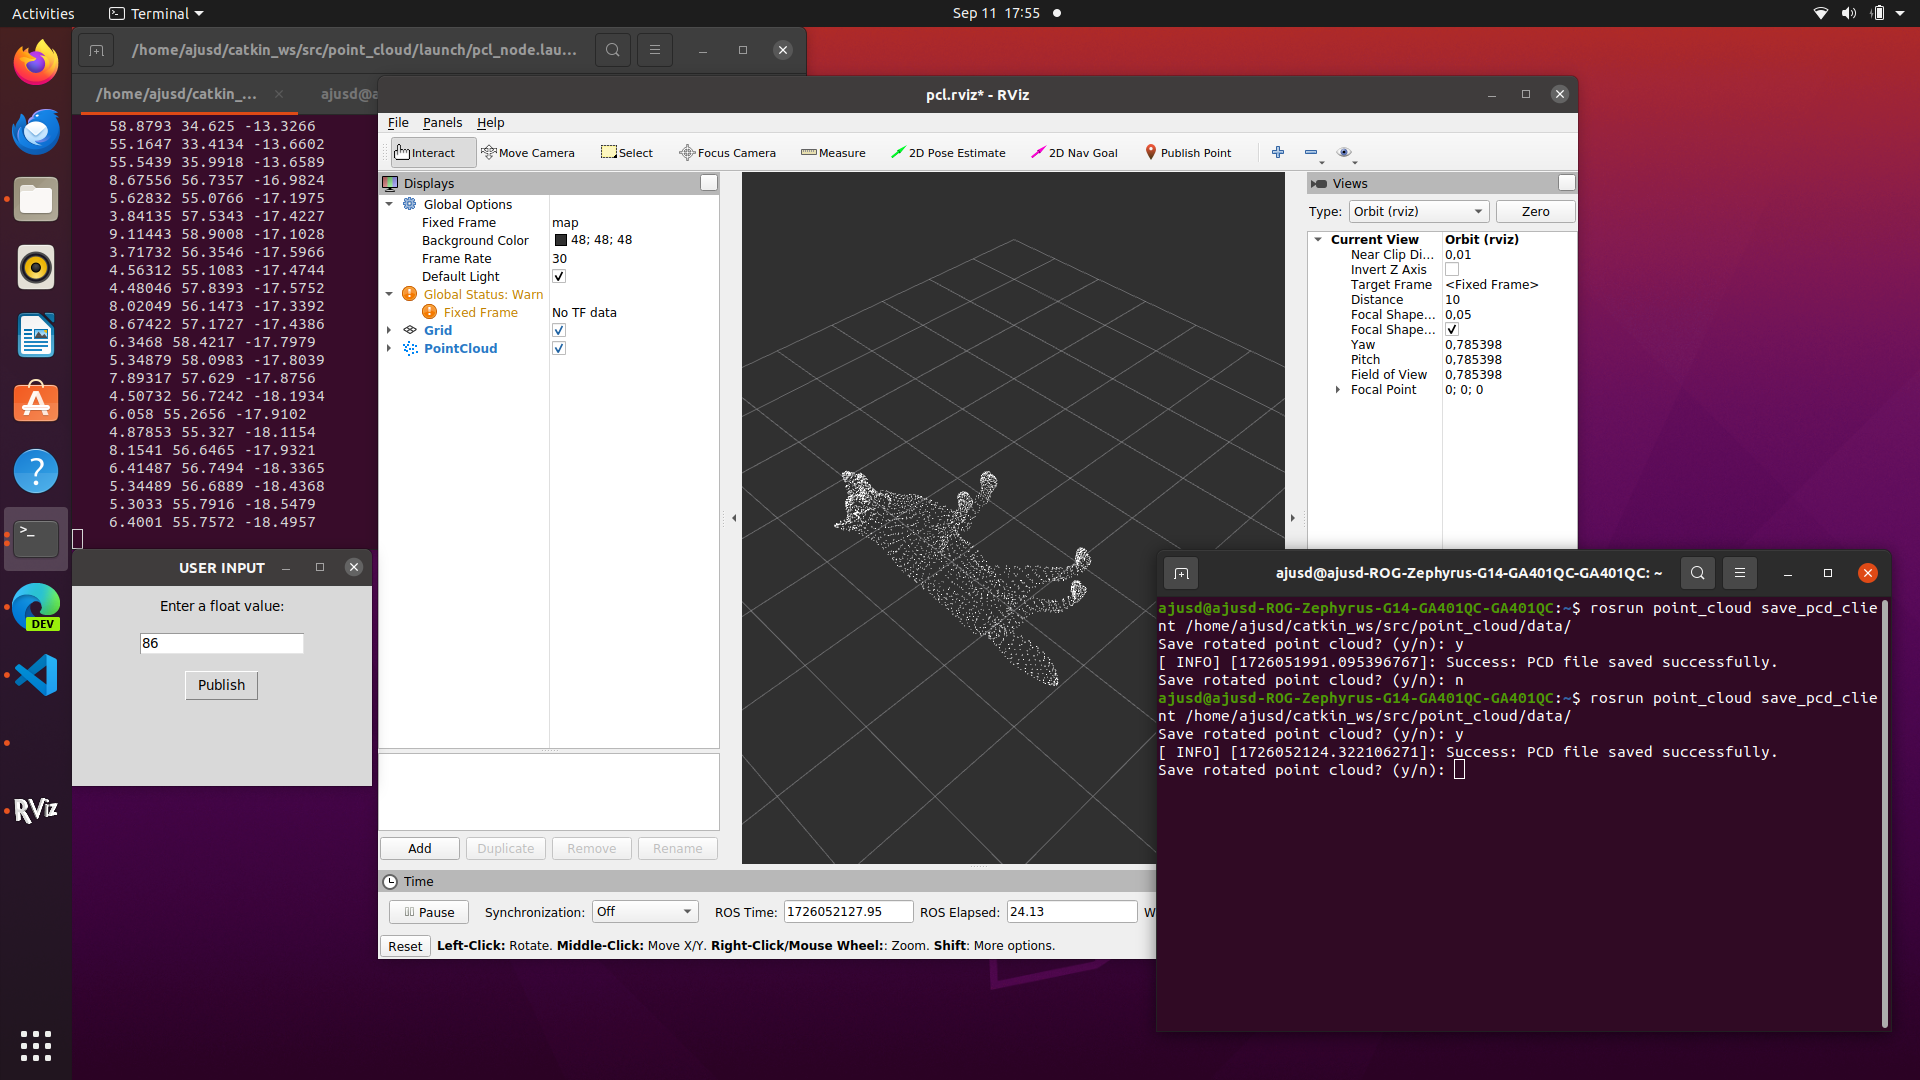 Activities
Terminal
Sep 11 17:55
/home/ajusd/catkin_ws/src/point_cloud/launch/pcl_node.lau...
/home/ajusd/catkin_...
ajusd@a
58.8793 34.625 -13.3266
55.1647 33.4134 -13.6602
55.5439 35.9918 -13.6589
8.67556 56.7357 -16.9824
5.62832 55.0766 -17.1975
3.84135 57.5343 -17.4227
9.11443 58.9008 -17.1028
3.71732 56.3546 -17.5966
4.56312 55.1083 -17.4744
4.48046 57.8393 -17.5752
8.02049 56.1473 -17.3392
8.67422 57.1727 -17.4386
6.3468 58.4217 -17.7979
5.34879 58.0983 -17.8039
7.89317 57.629 -17.8756
4.50732 56.7242 -18.1934
6.058 55.2656 -17.9102
4.87853 55.327 -18.1154
8.1541 56.6465 -17.9321
6.41487 56.7494 -18.3365
5.34489 56.6889 -18.4368
5.3033 55.7916 -18.5479
6.4001 55.7572 -18.4957
USER INPUT
Enter a float value:
86
Publish
DEV
RViz
pcl.rviz* - RViz
File Panels Help
Interact Move Camera Select Focus Camera Measure 2D Pose Estimate 2D Nav Goal Publish Point
Displays
Global Options
Fixed Frame map
Background Color 48; 48; 48
Frame Rate 30
Default Light
Global Status: Warn
Fixed Frame No TF data
Grid
PointCloud
Add Duplicate Remove Rename
Views
Type: Orbit (rviz) Zero
Current View Orbit (rviz)
Near Clip Di... 0,01
Invert Z Axis
Target Frame <Fixed Frame>
Distance 10
Focal Shape... 0,05
Focal Shape...
Yaw 0,785398
Pitch 0,785398
Field of View 0,785398
Focal Point 0; 0; 0
Time
Pause Synchronization: Off ROS Time: 1726052127.95 ROS Elapsed: 24.13 W
Reset Left-Click: Rotate. Middle-Click: Move X/Y. Right-Click/Mouse Wheel:: Zoom. Shift: More options.
ajusd@ajusd-ROG-Zephyrus-G14-GA401QC-GA401QC: ~
ajusd@ajusd-ROG-Zephyrus-G14-GA401QC-GA401QC:~$ rosrun point_cloud save_pcd_clie
nt /home/ajusd/catkin_ws/src/point_cloud/data/
Save rotated point cloud? (y/n): y
[ INFO] [1726051991.095396767]: Success: PCD file saved successfully.
Save rotated point cloud? (y/n): n
ajusd@ajusd-ROG-Zephyrus-G14-GA401QC-GA401QC:~$ rosrun point_cloud save_pcd_clie
nt /home/ajusd/catkin_ws/src/point_cloud/data/
Save rotated point cloud? (y/n): y
[ INFO] [1726052124.322106271]: Success: PCD file saved successfully.
Save rotated point cloud? (y/n):